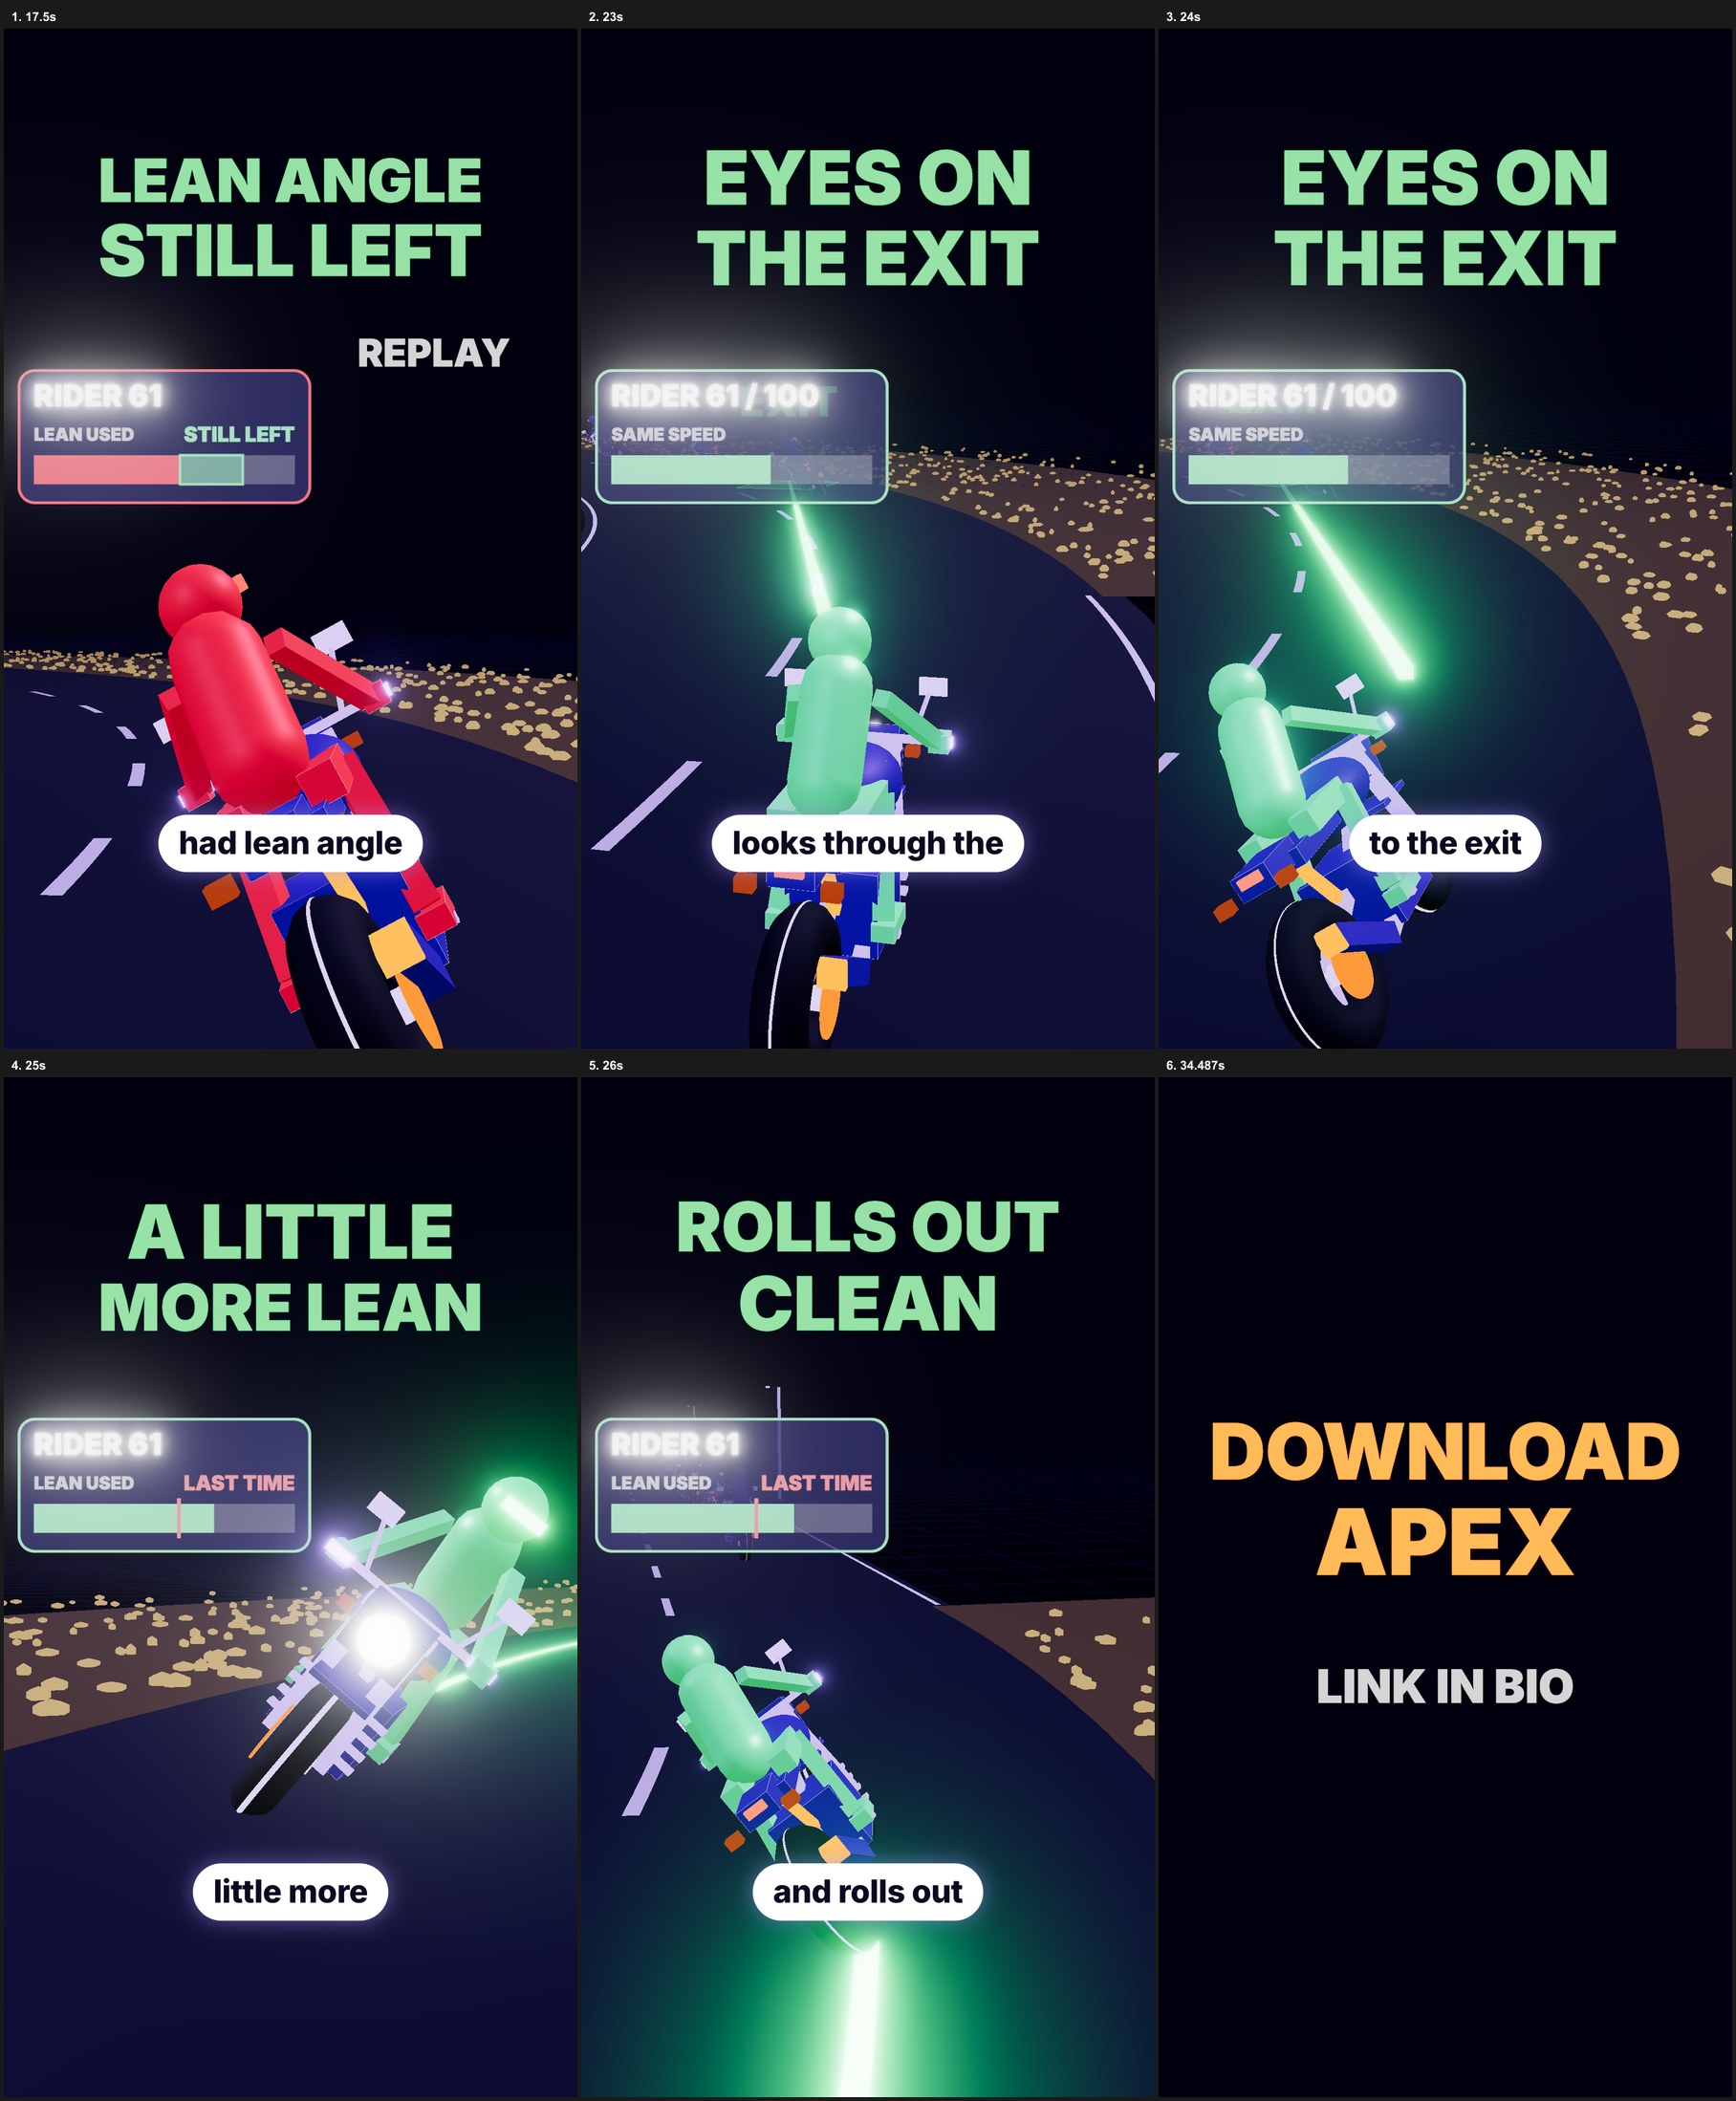 1. 17.5s
LEAN ANGLE
STILL LEFT
REPLAY
RIDER 61
LEAN USED STILL LEFT
had lean angle
2. 23s
EYES ON
THE EXIT
RIDER 61 / 100
EXIT
SAME SPEED
looks through the
3. 24s
EYES ON
THE EXIT
RIDER 61 / 100
SAME SPEED
to the exit
4. 25s
A LITTLE
MORE LEAN
RIDER 61
LEAN USED LAST TIME
little more
5. 26s
ROLLS OUT
CLEAN
RIDER 61
LEAN USED LAST TIME
and rolls out
6. 34.487s
DOWNLOAD
APEX
LINK IN BIO